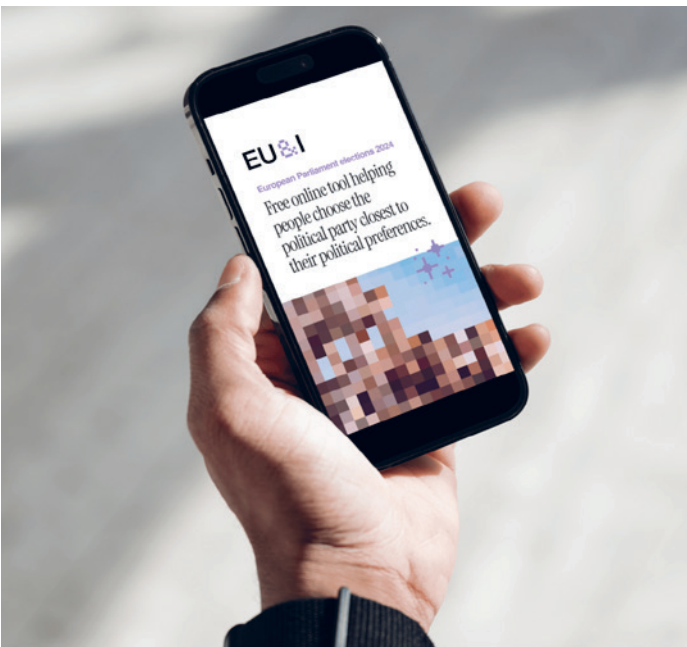 EU&I
European Parliament elections 2024
Free online tool helping
people choose the
political party closest to
their political preferences.